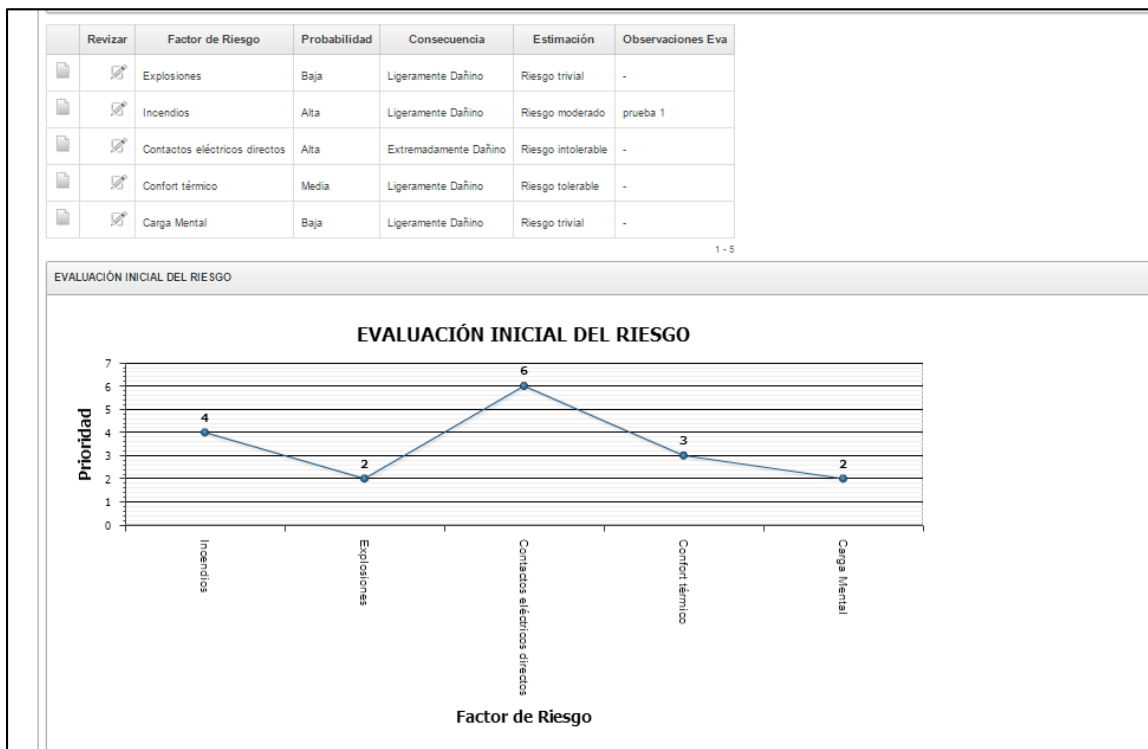 Revizar Factor de Riesgo Probabilidad Consecuencia Estimación Observaciones Eva
Explosiones Baja Ligeramente Dañino Riesgo trivial -
Incendios Alta Ligeramente Dañino Riesgo moderado prueba 1
Contactos eléctricos directos Alta Extremadamente Dañino Riesgo intolerable -
Confort térmico Media Ligeramente Dañino Riesgo tolerable -
Carga Mental Baja Ligeramente Dañino Riesgo trivial -
1 - 5
EVALUACIÓN INICIAL DEL RIESGO
EVALUACIÓN INICIAL DEL RIESGO
Prioridad
7
6
5
4
3
2
1
0
4
2
6
3
2
Incendios
Explosiones
Contactos eléctricos directos
Confort térmico
Carga Mental
Factor de Riesgo